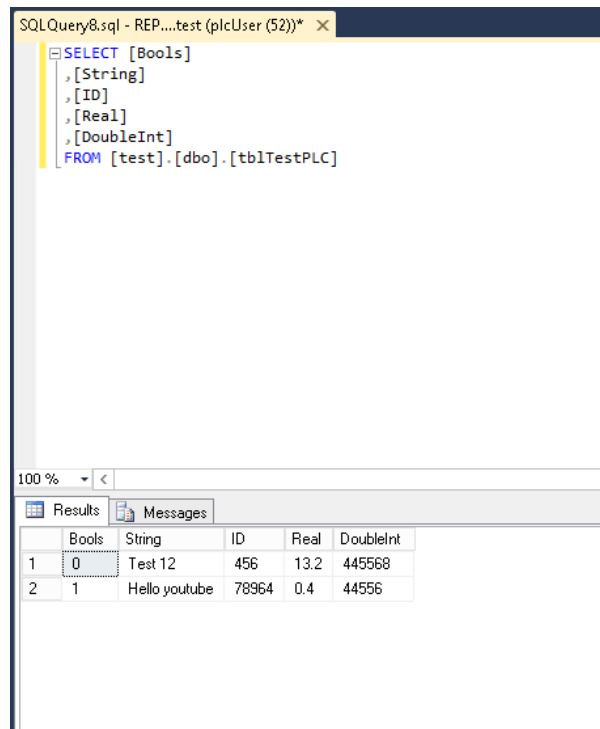 SQLQuery8.sql - REP....test (plcUser (52))* ×
SELECT [Bools]
,[String]
,[ID]
,[Real]
,[DoubleInt]
FROM [test].[dbo].[tblTestPLC]
100 %
Results Messages
Bools String ID Real DoubleInt
1 0 Test 12 456 13.2 445568
2 1 Hello youtube 78964 0.4 44556